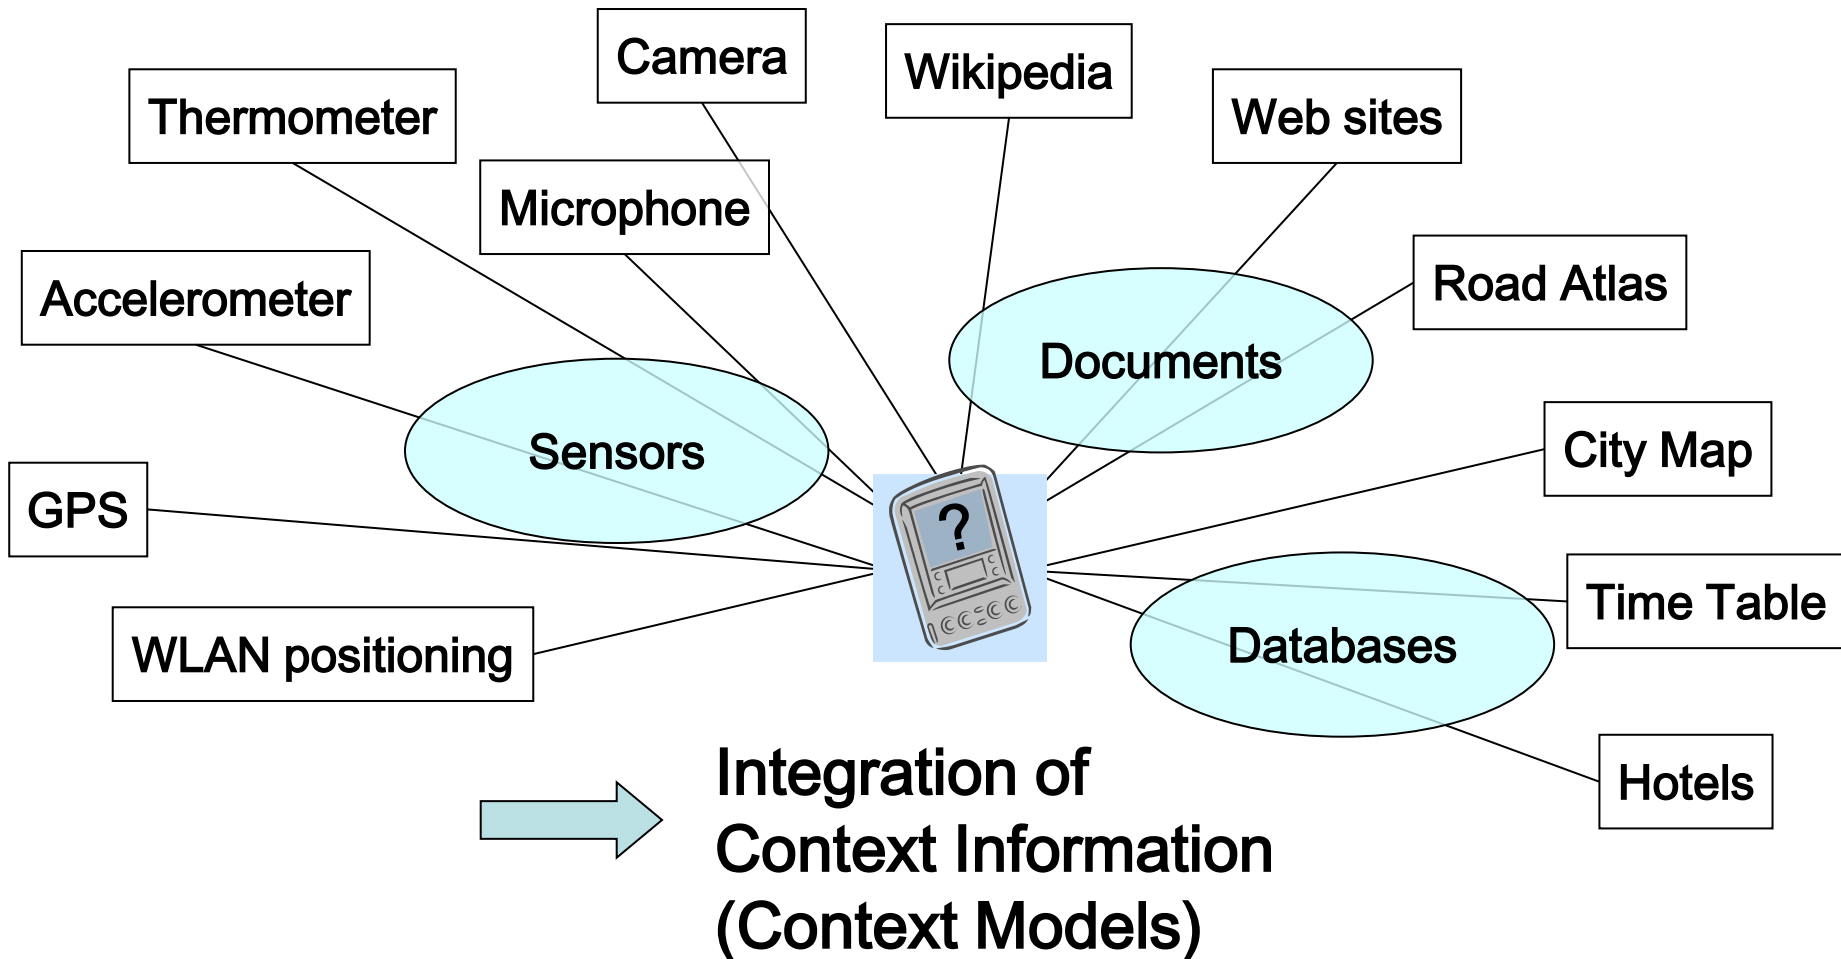 Camera
Wikipedia
Thermometer
Web sites
Microphone
Accelerometer
Road Atlas
Documents
Sensors
City Map
GPS
?
Time Table
WLAN positioning
Databases
Hotels
Integration of
Context Information
(Context Models)